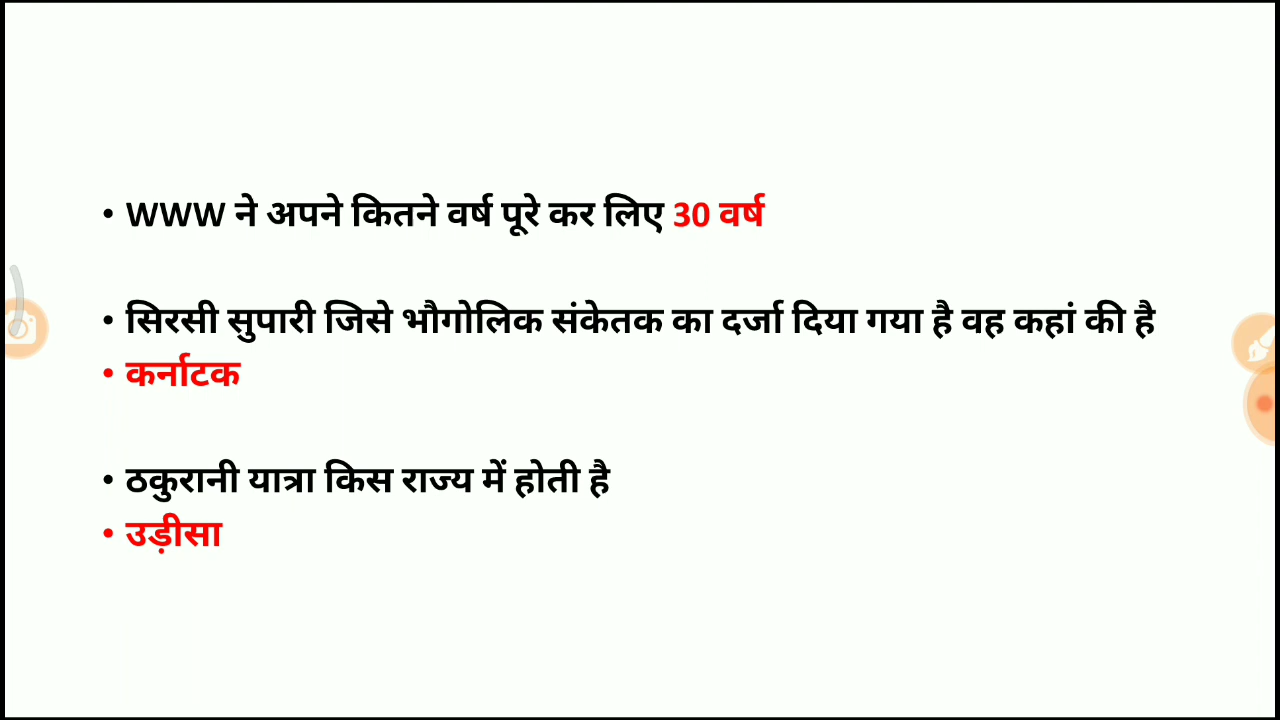 • WWW ने अपने कितने वर्ष पूरे कर लिए 30 वर्ष
• सिरसी सुपारी जिसे भौगोलिक संकेतक का दर्जा दिया गया है वह कहां की है
• कर्नाटक
• ठकुरानी यात्रा किस राज्य में होती है
• उड़ीसा